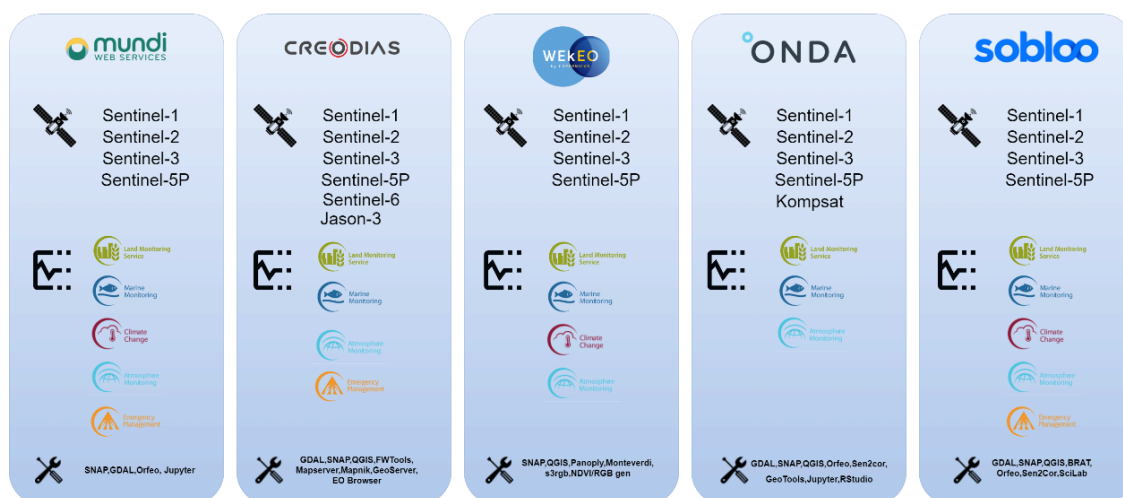 mundi
WEB SERVICES
Sentinel-1
Sentinel-2
Sentinel-3
Sentinel-5P
Land Monitoring
Service
Marine
Monitoring
Climate
Change
Atmosphere
Monitoring
Emergency
Management
SNAP,GDAL,Orfeo, Jupyter
CREODIAS
Sentinel-1
Sentinel-2
Sentinel-3
Sentinel-5P
Sentinel-6
Jason-3
Land Monitoring
Service
Marine
Monitoring
Atmosphere
Monitoring
Emergency
Management
GDAL,SNAP,QGIS,FWTools,
Mapserver,Mapnik,GeoServer,
EO Browser
WEkEO
Sentinel-1
Sentinel-2
Sentinel-3
Sentinel-5P
Land Monitoring
Service
Marine
Monitoring
Climate
Change
Atmosphere
Monitoring
SNAP,QGIS,Panoply,Monteverdi,
s3rgb,NDVI/RGB gen
ONDA
Sentinel-1
Sentinel-2
Sentinel-3
Sentinel-5P
Kompsat
Land Monitoring
Service
Marine
Monitoring
Atmosphere
Monitoring
GDAL,SNAP,QGIS,Orfeo,Sen2cor,
GeoTools,Jupyter,RStudio
sobloo
Sentinel-1
Sentinel-2
Sentinel-3
Sentinel-5P
Land Monitoring
Service
Marine
Monitoring
Climate
Change
Atmosphere
Monitoring
Emergency
Management
GDAL,SNAP,QGIS,BRAT,
Orfeo,Sen2Cor,SciLab